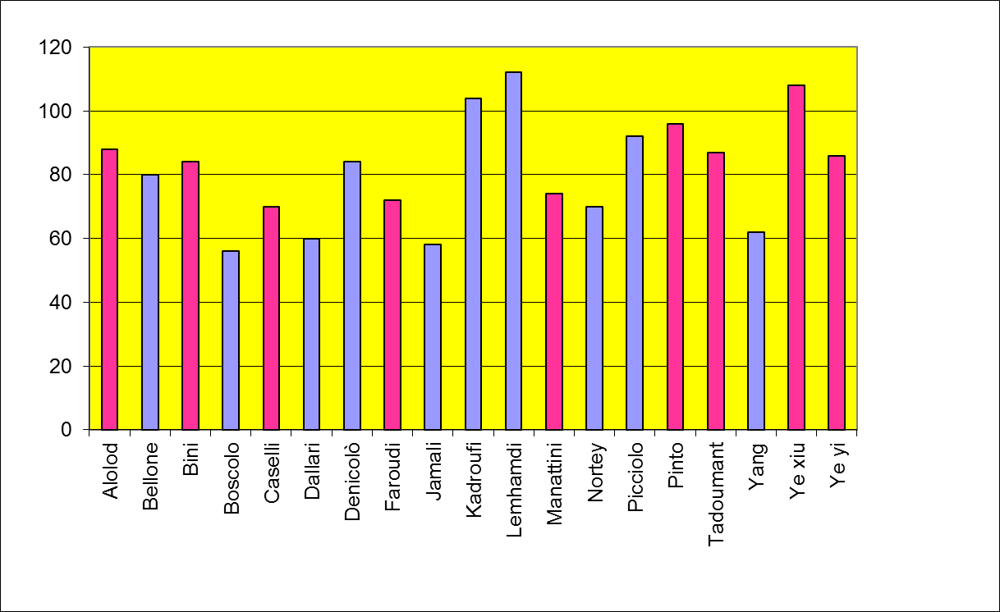 120
100
80
60
40
20
0
Alolod
Bellone
Bini
Boscolo
Caselli
Dallari
Denicolò
Faroudi
Jamali
Kadroufi
Lemhamdi
Manattini
Nortey
Picciolo
Pinto
Tadoumant
Yang
Ye xiu
Ye yi